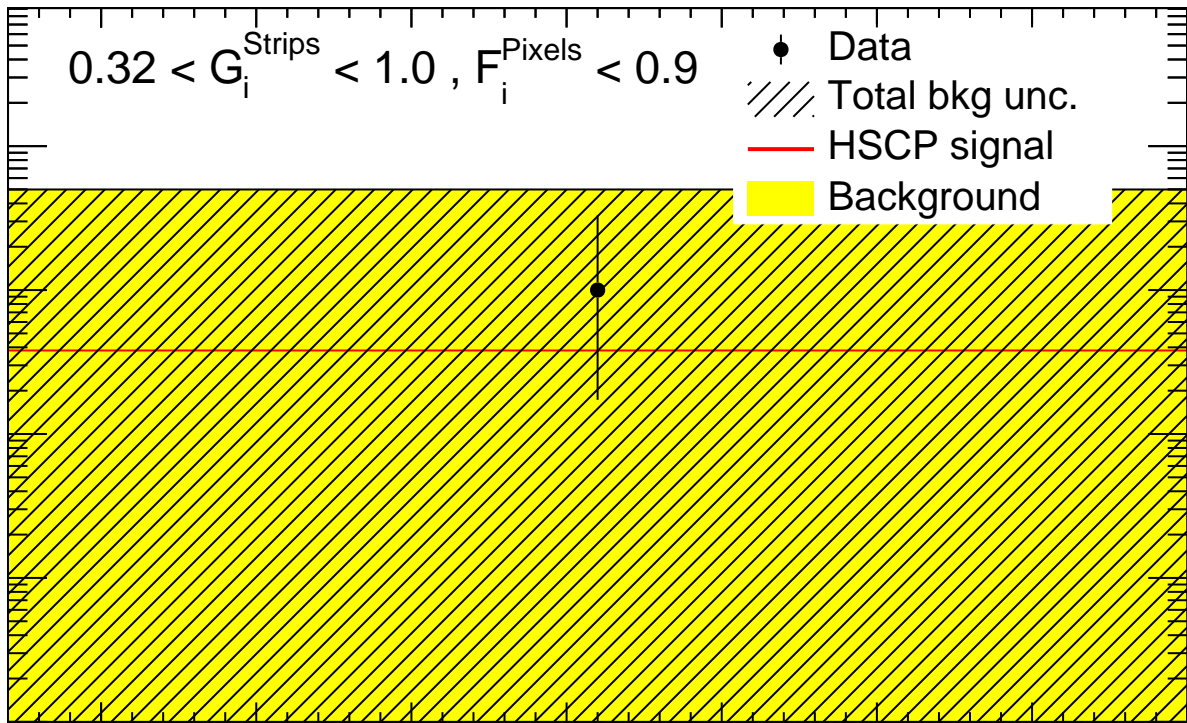 0.32 < G_i^Strips < 1.0 , F_i^Pixels < 0.9
Data
Total bkg unc.
HSCP signal
Background